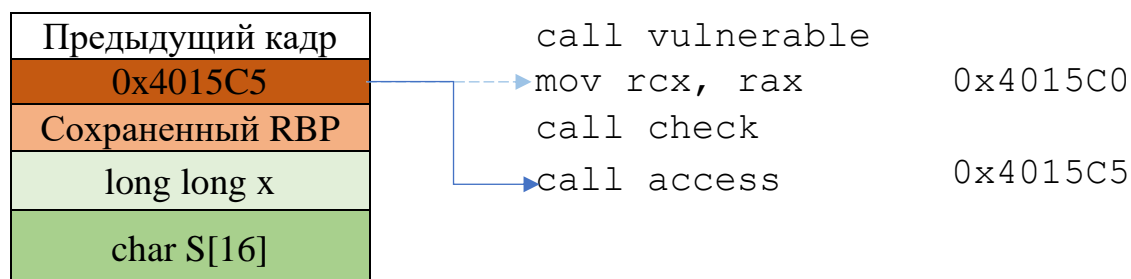 Предыдущий кадр
0x4015C5
Сохраненный RBP
long long x
char S[16]
call vulnerable
mov rcx, rax 0x4015C0
call check
call access 0x4015C5